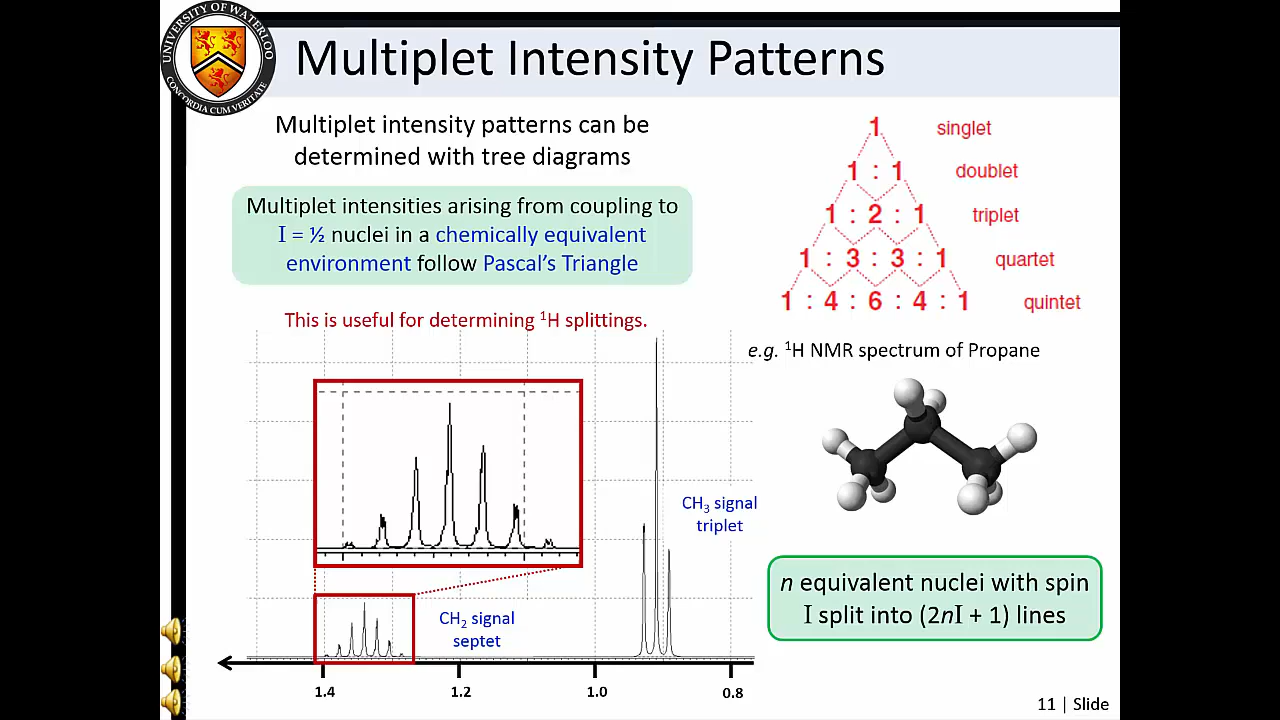 UNIVERSITY OF WATERLOO
CONCORDIA CUM VERITATE
Multiplet Intensity Patterns
Multiplet intensity patterns can be
determined with tree diagrams
Multiplet intensities arising from coupling to
I = ½ nuclei in a chemically equivalent
environment follow Pascal's Triangle
This is useful for determining ¹H splittings.
1 singlet
1 : 1 doublet
1 : 2 : 1 triplet
1 : 3 : 3 : 1 quartet
1 : 4 : 6 : 4 : 1 quintet
e.g. ¹H NMR spectrum of Propane
CH₃ signal
triplet
CH₂ signal
septet
n equivalent nuclei with spin
I split into (2nI + 1) lines
1.4 1.2 1.0 0.8
11 | Slide